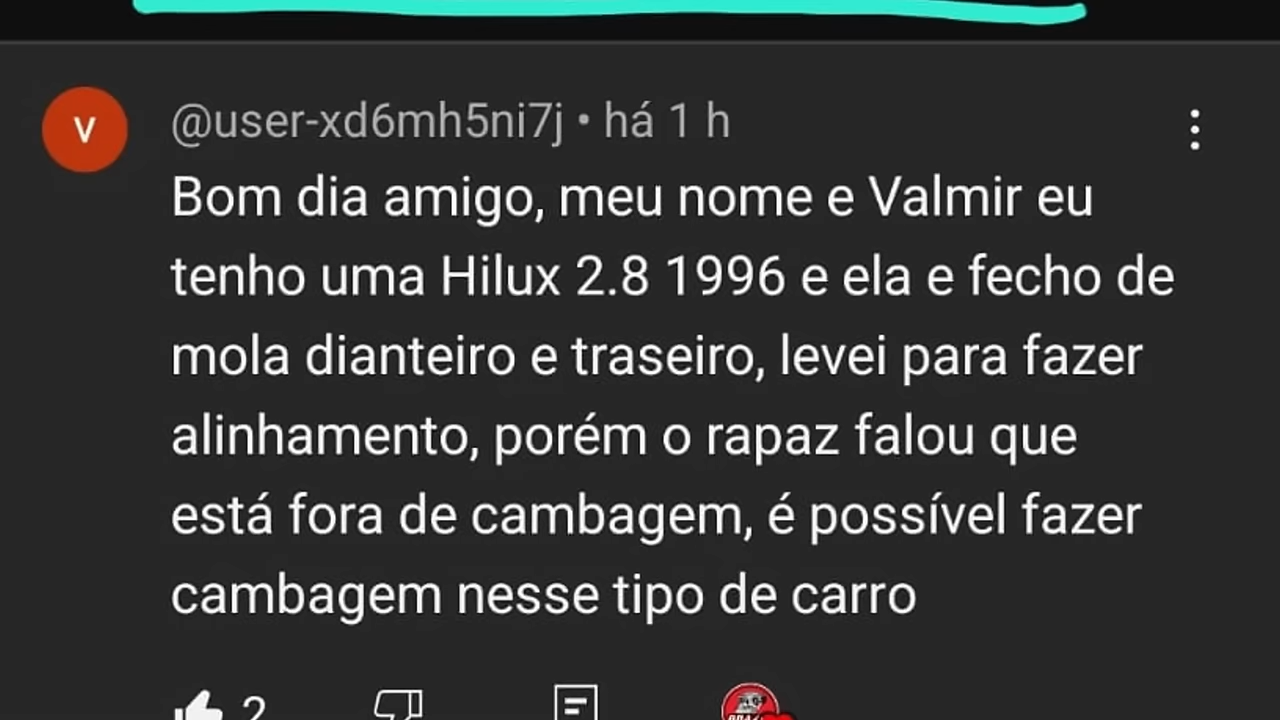 V
@user-xd6mh5ni7j • há 1 h
Bom dia amigo, meu nome e Valmir eu
tenho uma Hilux 2.8 1996 e ela e fecho de
mola dianteiro e traseiro, levei para fazer
alinhamento, porém o rapaz falou que
está fora de cambagem, é possível fazer
cambagem nesse tipo de carro
2